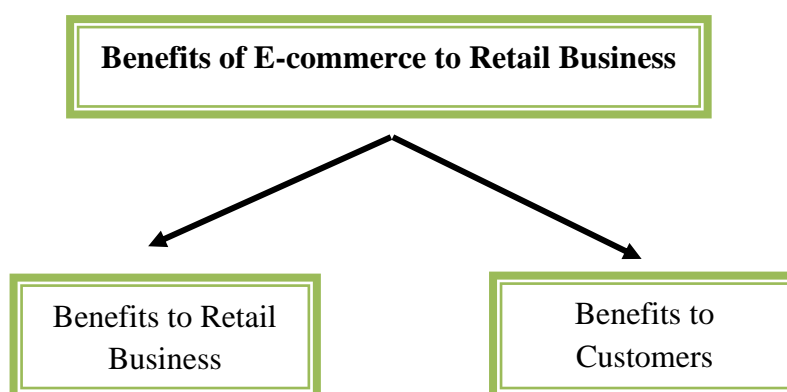 Benefits of E-commerce to Retail Business
Benefits to Retail
Business
Benefits to
Customers